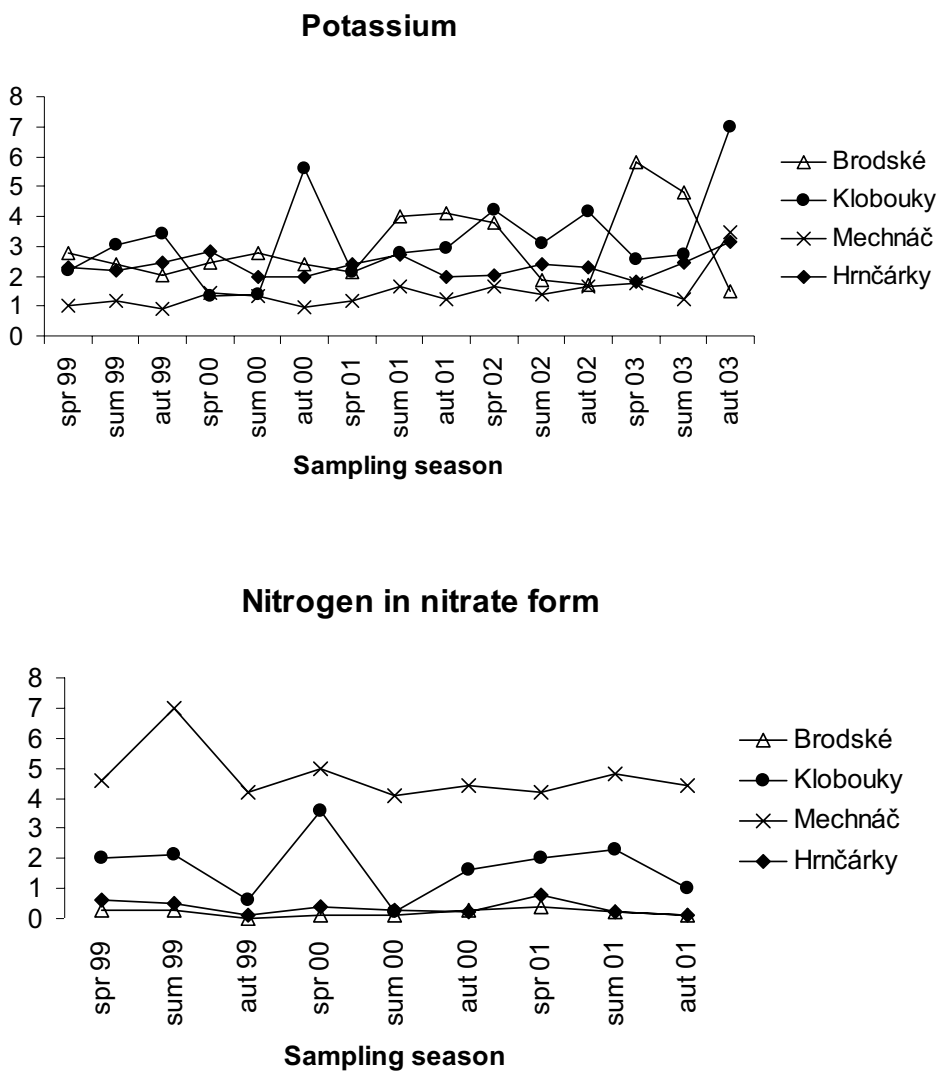 Potassium
8
7
6
5
4
3
2
1
0
spr 99
sum 99
aut 99
spr 00
sum 00
aut 00
spr 01
sum 01
aut 01
spr 02
sum 02
aut 02
spr 03
sum 03
aut 03
Sampling season
Brodské
Klobouky
Mechnáč
Hrnčárky
Nitrogen in nitrate form
8
7
6
5
4
3
2
1
0
spr 99
sum 99
aut 99
spr 00
sum 00
aut 00
spr 01
sum 01
aut 01
Sampling season
Brodské
Klobouky
Mechnáč
Hrnčárky